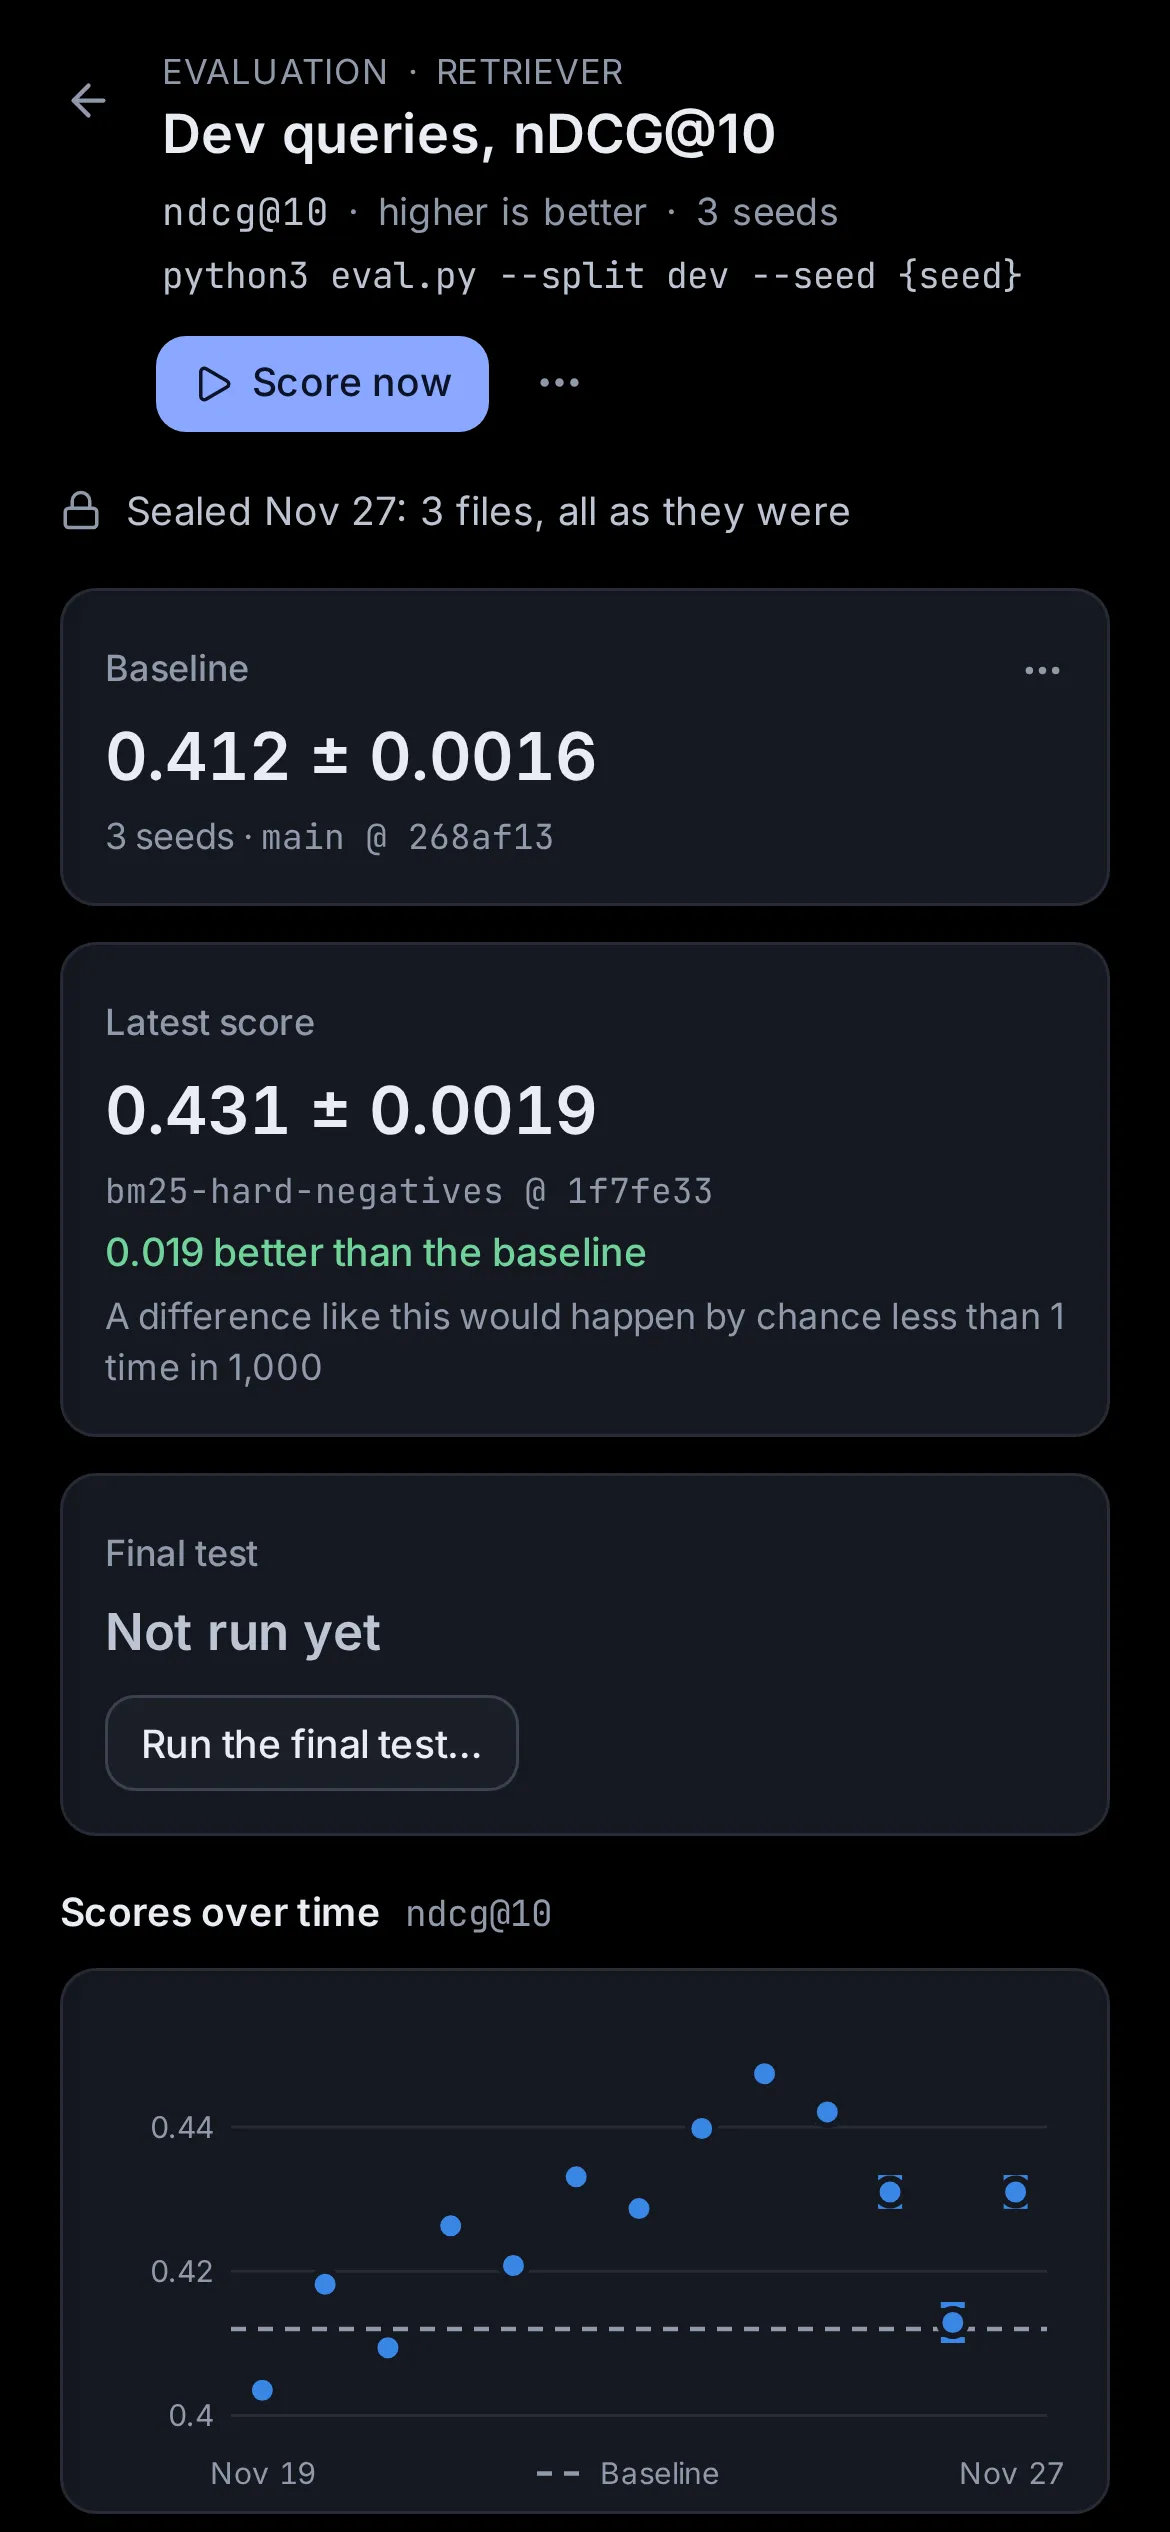 EVALUATION · RETRIEVER
Dev queries, nDCG@10
ndcg@10 · higher is better · 3 seeds
python3 eval.py --split dev --seed {seed}
Score now
Sealed Nov 27: 3 files, all as they were
Baseline
0.412 ± 0.0016
3 seeds · main @ 268af13
Latest score
0.431 ± 0.0019
bm25-hard-negatives @ 1f7fe33
0.019 better than the baseline
A difference like this would happen by chance less than 1
time in 1,000
Final test
Not run yet
Run the final test...
Scores over time ndcg@10
0.44
0.42
0.4
Nov 19 Baseline Nov 27